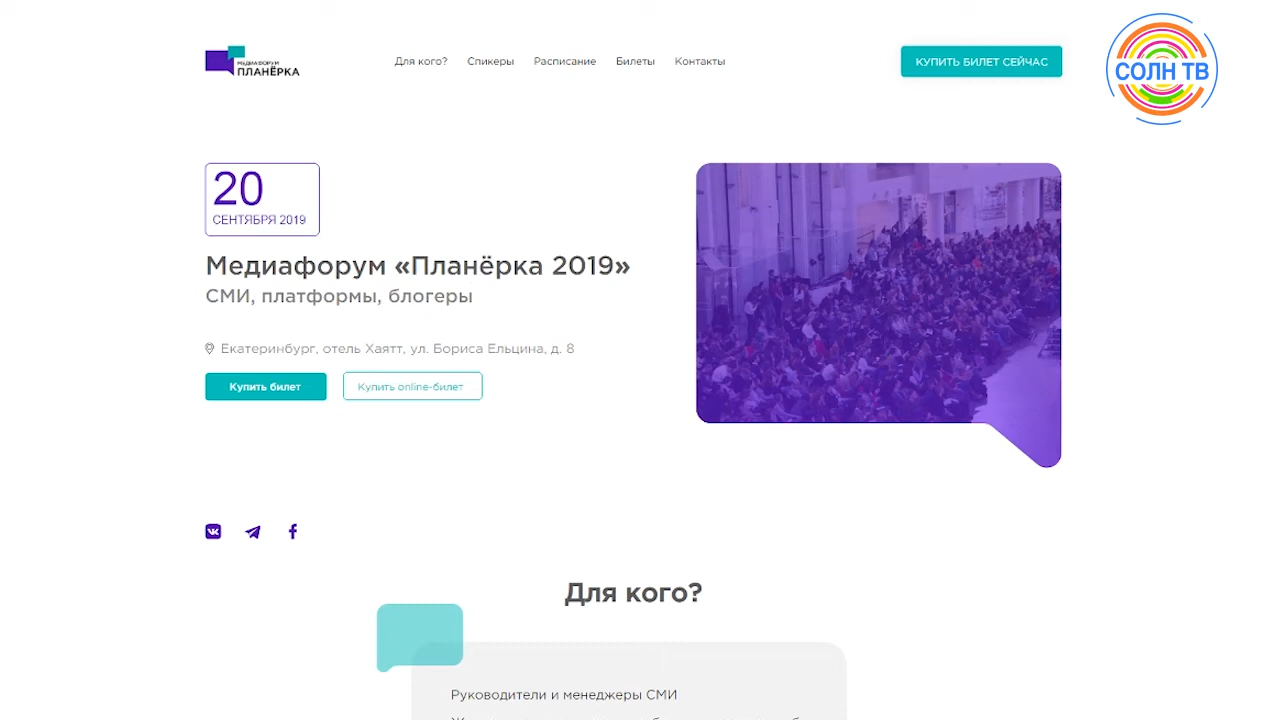 МЕДИАФОРУМ
ПЛАНЁРКА
Для кого?
Спикеры
Расписание
Билеты
Контакты
КУПИТЬ БИЛЕТ СЕЙЧАС
СОЛН ТВ
20
СЕНТЯБРЯ 2019
Медиафорум «Планёрка 2019»
СМИ, платформы, блогеры
Екатеринбург, отель Хаятт, ул. Бориса Ельцина, д. 8
Купить билет
Купить online-билет
Для кого?
Руководители и менеджеры СМИ